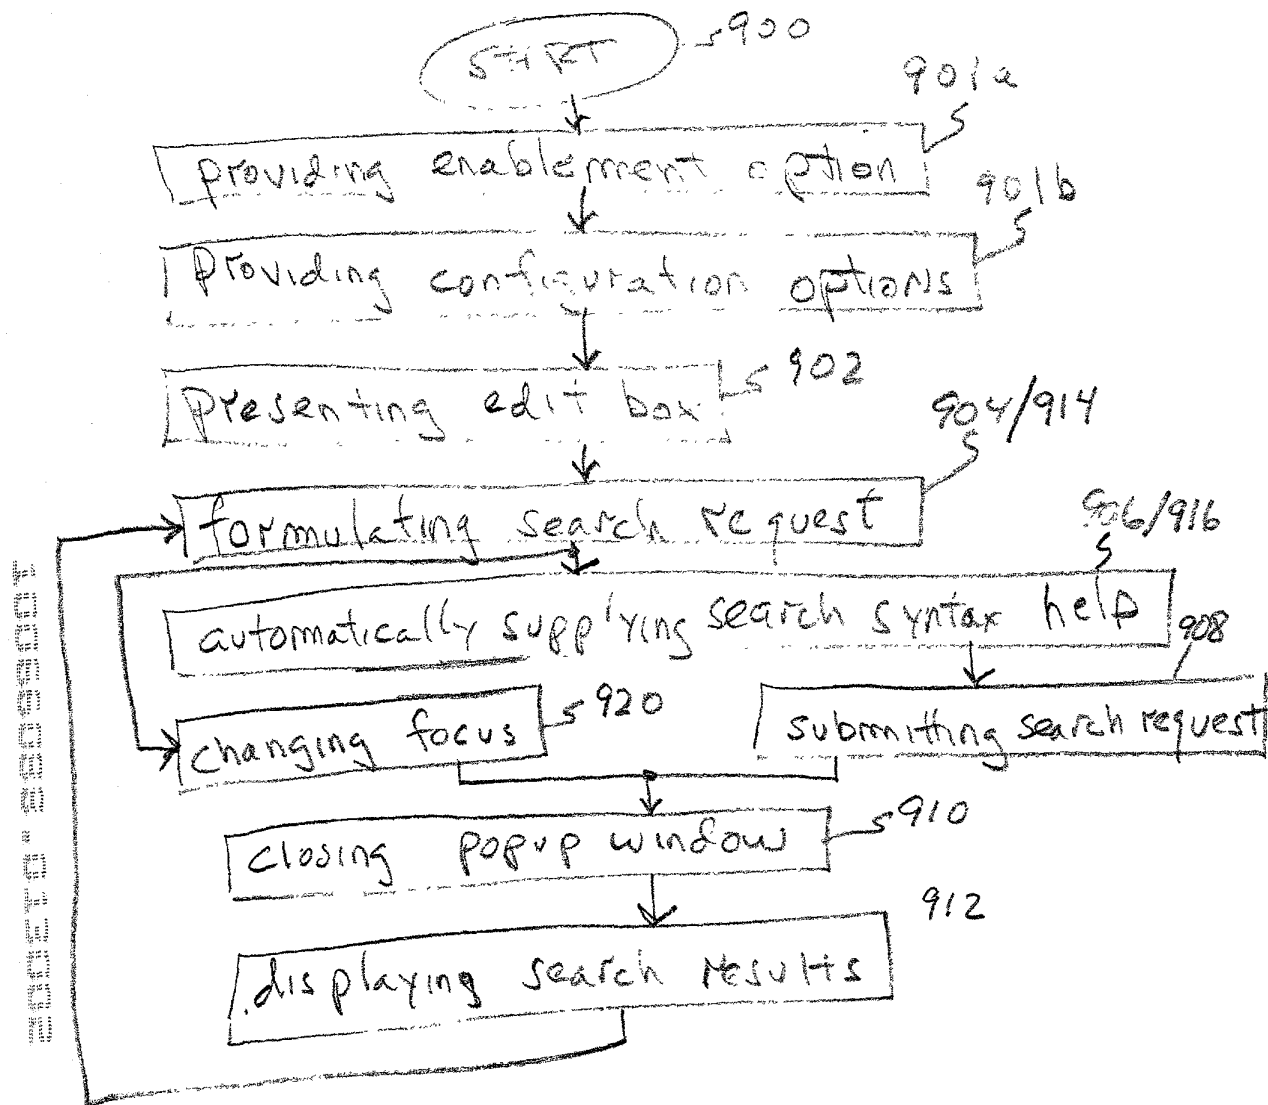 START
900
901a
providing enablement option
901b
providing configuration options
902
presenting edit box
904/914
formulating search request
906/916
automatically supplying search syntax help
908
changing focus
920
submitting search request
closing popup window
910
912
displaying search results